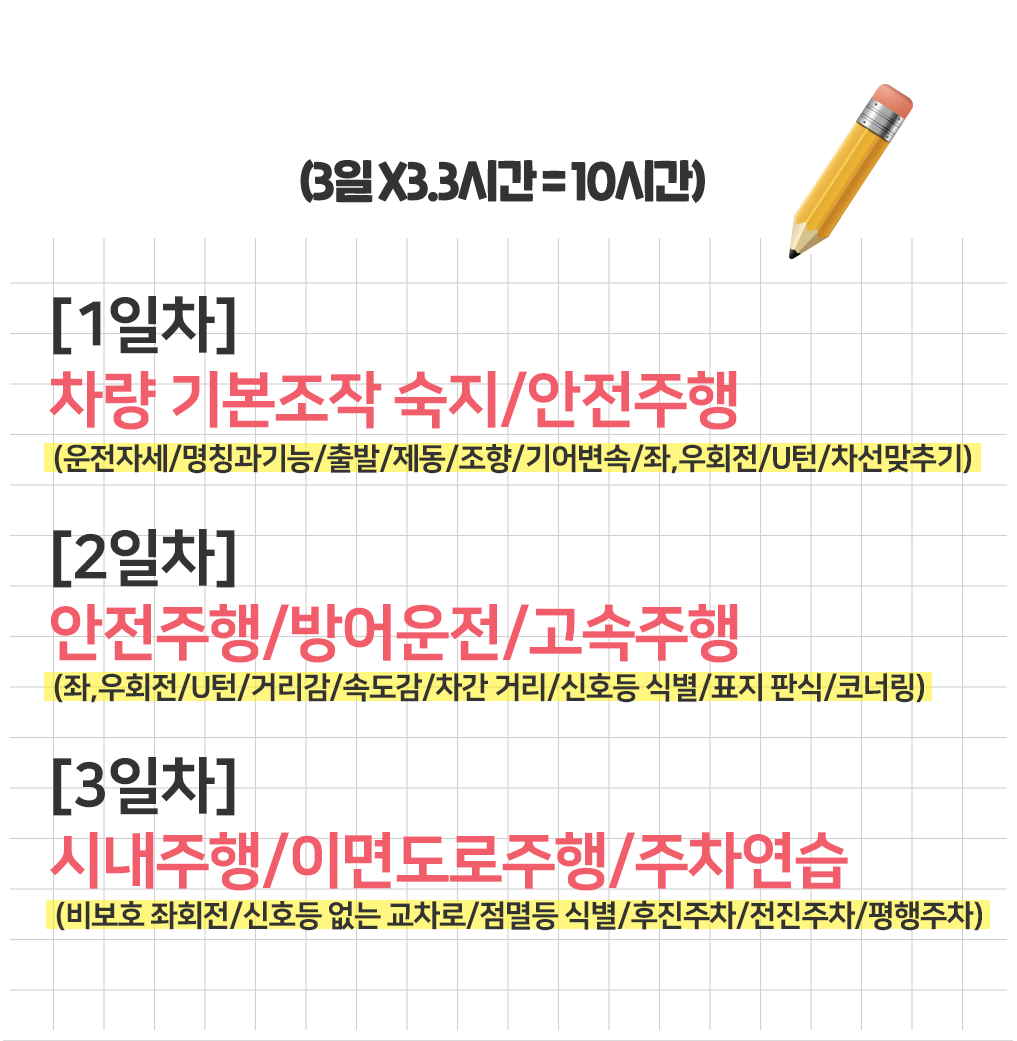 (3일 X3.3시간 = 10시간)
[1일차]
차량 기본조작 숙지/안전주행
(운전자세/명칭과기능/출발/제동/조향/기어변속/좌,우회전/U턴/차선맞추기)
[2일차]
안전주행/방어운전/고속주행
(좌,우회전/U턴/거리감/속도감/차간 거리/신호등 식별/표지 판식/코너링)
[3일차]
시내주행/이면도로주행/주차연습
(비보호 좌회전/신호등 없는 교차로/점멸등 식별/후진주차/전진주차/평행주차)